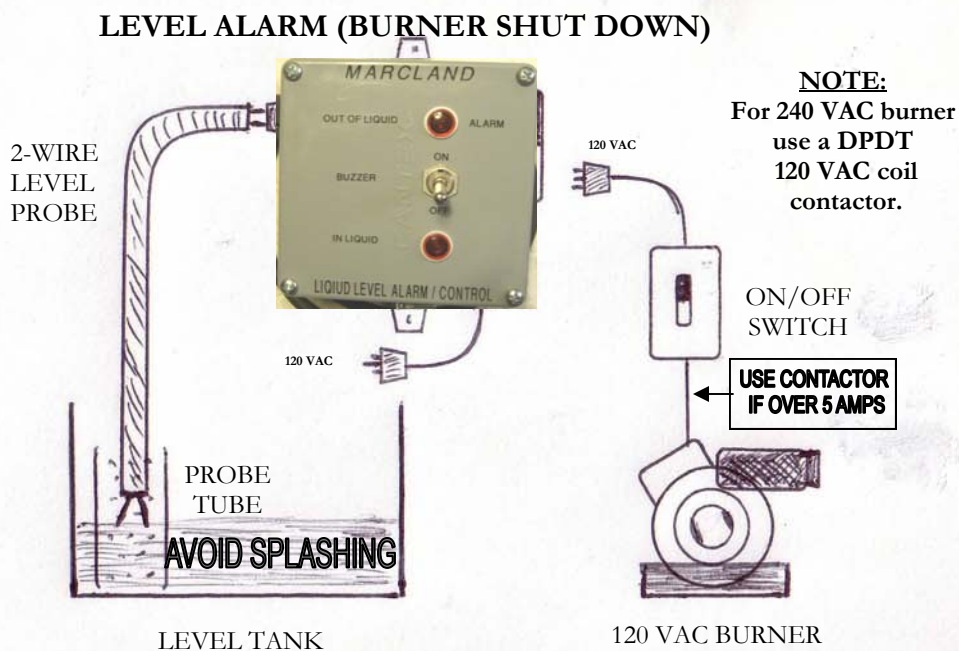 LEVEL ALARM (BURNER SHUT DOWN)
MARCLAND
OUT OF LIQUID
ALARM
ON
BUZZER
OFF
IN LIQUID
LIQIUD LEVEL ALARM / CONTROL
2-WIRE
LEVEL
PROBE
120 VAC
120 VAC
NOTE:
For 240 VAC burner
use a DPDT
120 VAC coil
contactor.
ON/OFF
SWITCH
USE CONTACTOR
IF OVER 5 AMPS
PROBE
TUBE
AVOID SPLASHING
LEVEL TANK
120 VAC BURNER